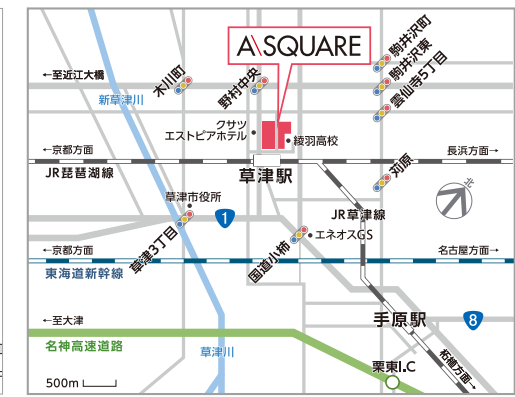 A\SQUARE
駒井沢町
駒井沢東
雲仙寺5丁目
←至近江大橋
木川町
野村中央
新草津川
クサツ
エストピアホテル
綾羽高校
←京都方面
長浜方面→
JR琵琶湖線
草津駅
苅原
北
草津市役所
1
JR草津線
エネオスGS
草津3丁目
国道小柿
←京都方面
名古屋方面→
東海道新幹線
手原駅
8
←至大津
名神高速道路
草津川
栗東I.C
柘植方面→
500m